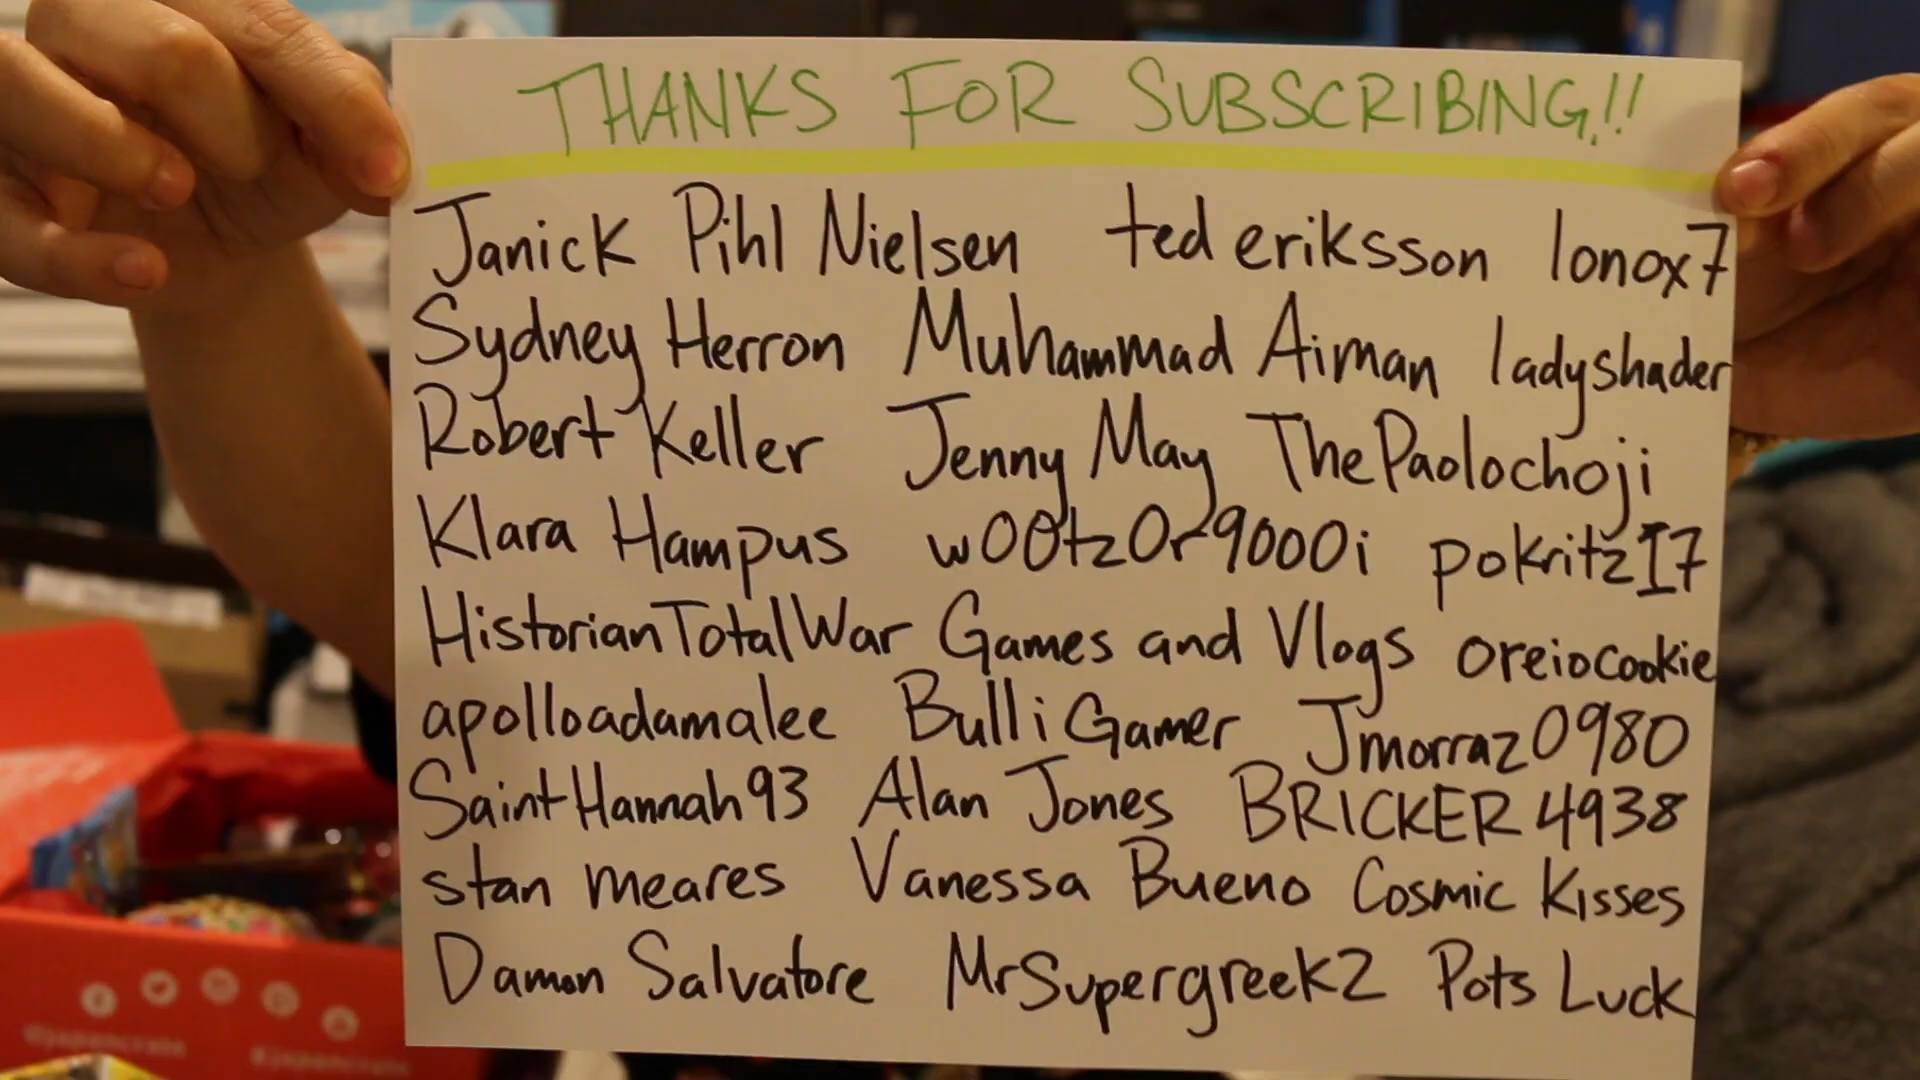 THANKS FOR SUBSCRIBING!!
Janick Pihl Nielsen ted eriksson lonox7
Sydney Herron Muhammad Aiman ladyshader
Robert Keller Jenny May ThePaolochoji
Klara Hampus w00tz0r9000i pokritzI7
HistorianTotalWar Games and Vlogs oreiocookie
apolloadamalee BulliGamer Jmorraz0980
SaintHannah93 Alan Jones BRICKER4938
stan meares Vanessa Bueno Cosmic Kisses
Damon Salvatore MrSupergreek2 Pots Luck